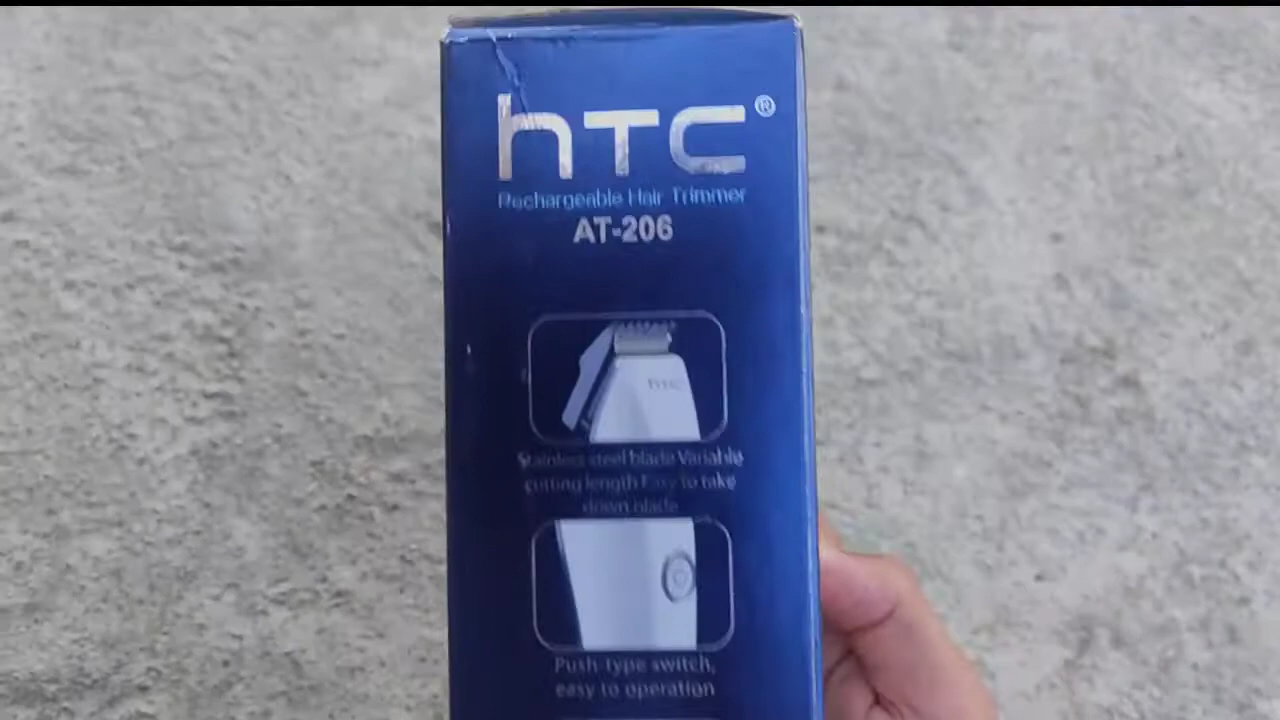 hTC®
Rechargeable Hair Trimmer
AT-206
hTC
Stainless steel blade Variable
cutting length Easy to take
down blade
Push-type switch,
easy to operation